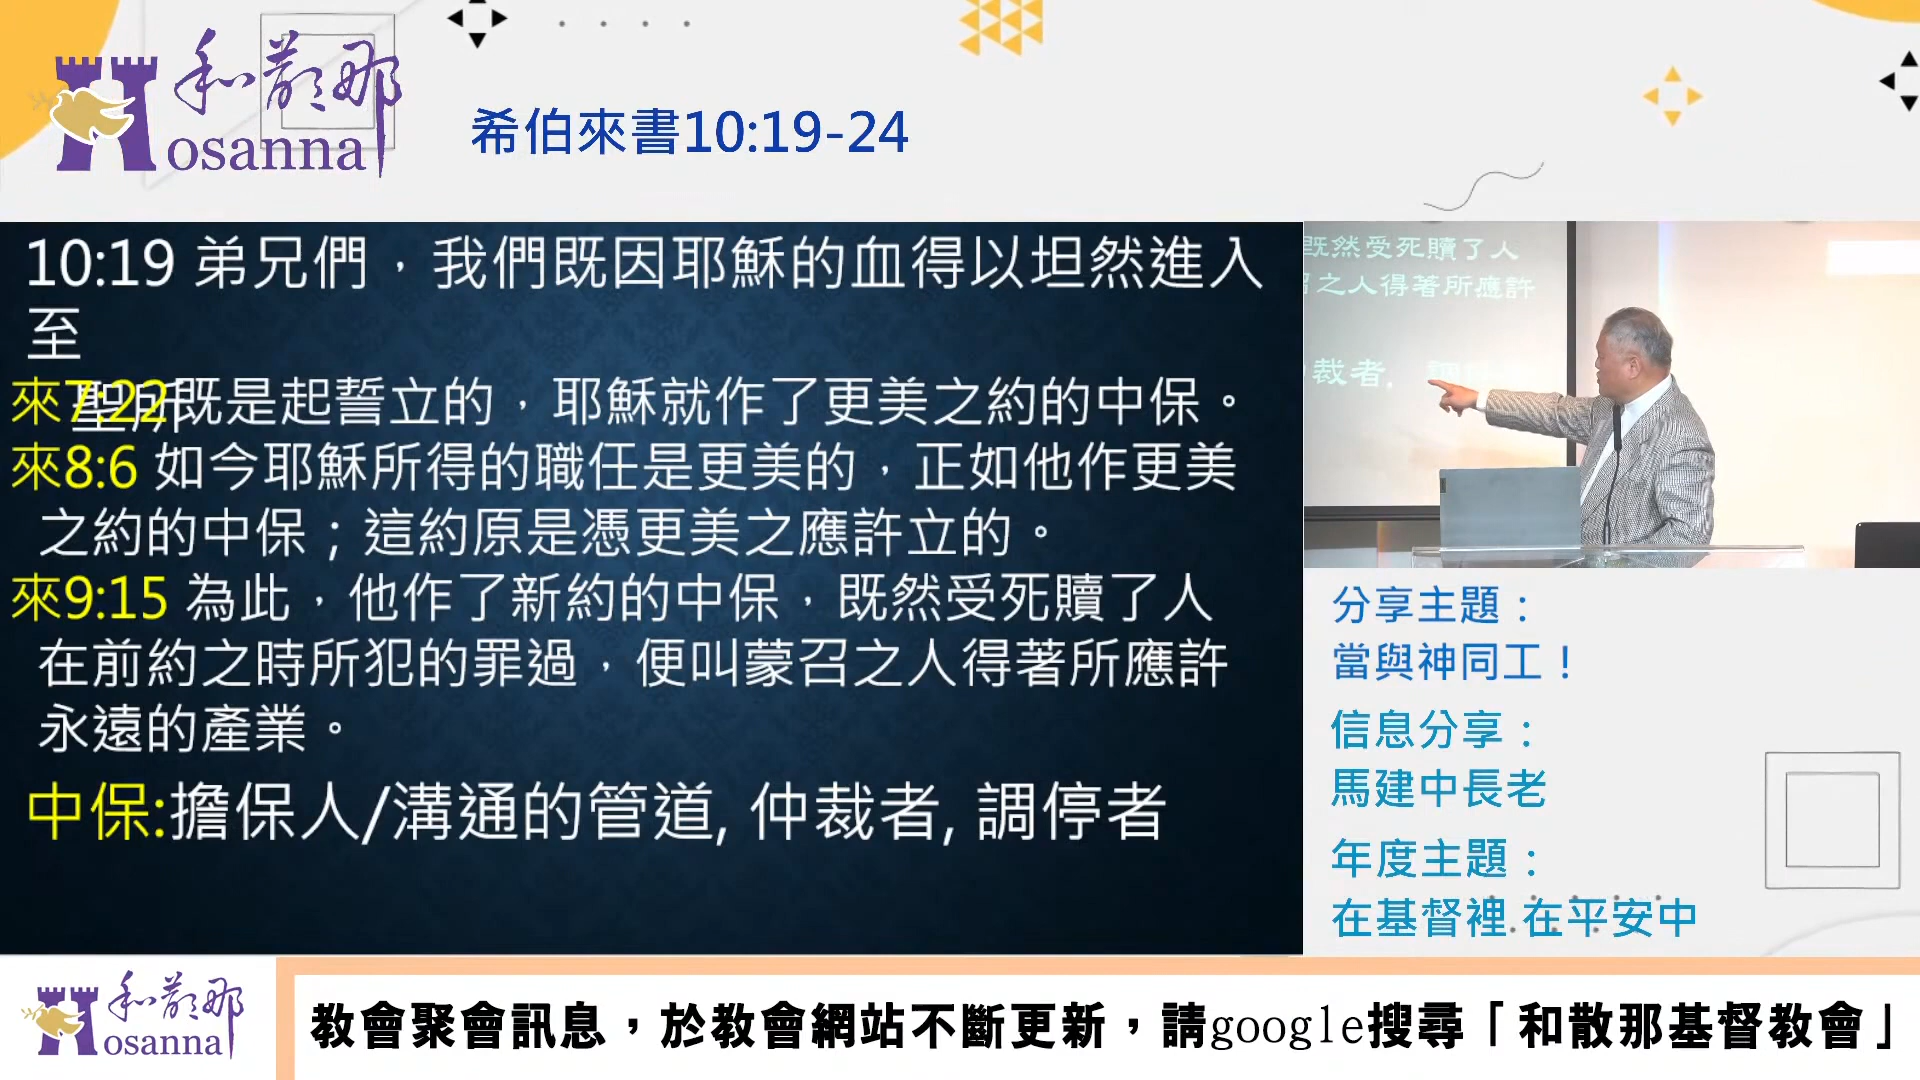 和散那
Hosanna
希伯來書10:19-24
10:19 弟兄們，我們既因耶穌的血得以坦然進入
至
聖所
來7:22既是起誓立的，耶穌就作了更美之約的中保。
來8:6 如今耶穌所得的職任是更美的，正如他作更美
之約的中保；這約原是憑更美之應許立的。
來9:15 為此，他作了新約的中保，既然受死贖了人
在前約之時所犯的罪過，便叫蒙召之人得著所應許
永遠的產業。
中保:擔保人/溝通的管道, 仲裁者, 調停者
既然受死贖了人
之人得著所應許
裁者,
分享主題：
當與神同工！
信息分享：
馬建中長老
年度主題：
在基督裡 在平安中
和散那
Hosanna
教會聚會訊息，於教會網站不斷更新，請google搜尋「和散那基督教會」